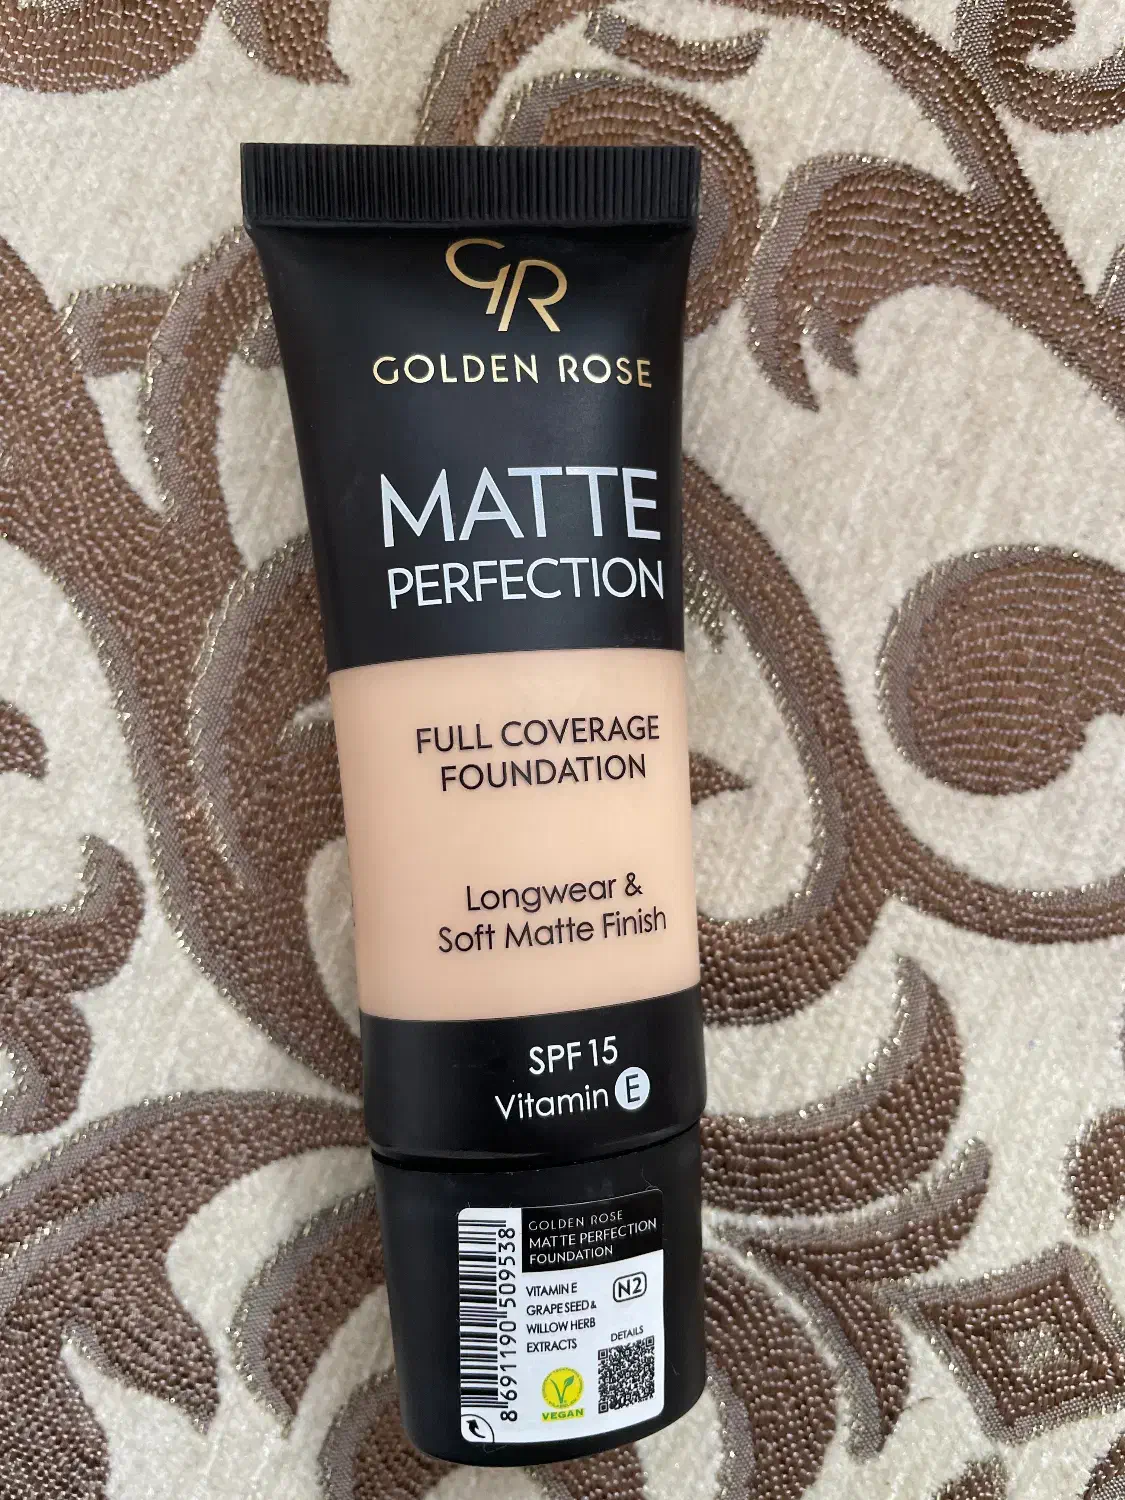 GR
GOLDEN ROSE
MATTE
PERFECTION
FULL COVERAGE
FOUNDATION
Longwear &
Soft Matte Finish
SPF 15
Vitamin E
GOLDEN ROSE
MATTE PERFECTION
FOUNDATION
VITAMIN E
GRAPE SEED &
WILLOW HERB
EXTRACTS
N2
DETAILS
VEGAN
8 691190 509538